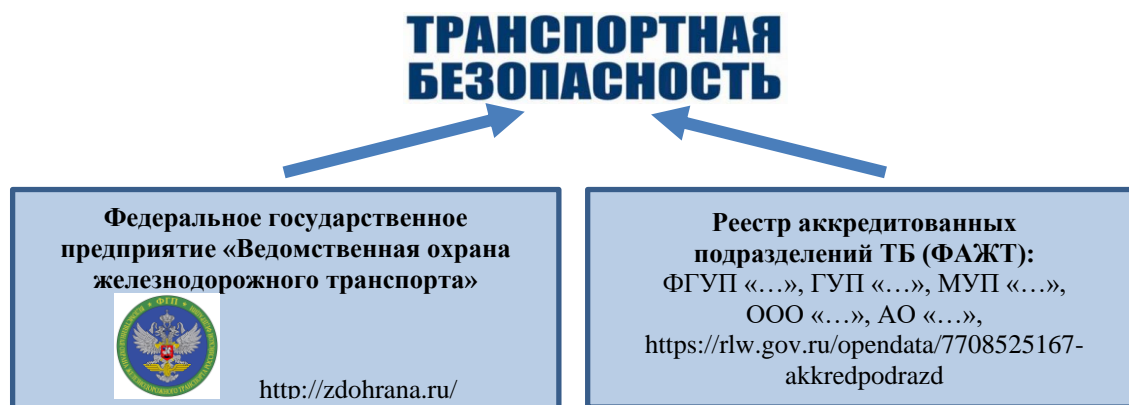 ТРАНСПОРТНАЯ
БЕЗОПАСНОСТЬ
Федеральное государственное
предприятие «Ведомственная охрана
железнодорожного транспорта»
ФГП
http://zdohrana.ru/
Реестр аккредитованных
подразделений ТБ (ФАЖТ):
ФГУП «…», ГУП «…», МУП «…»,
ООО «…», АО «…»,
https://rlw.gov.ru/opendata/7708525167-
akkredpodrazd